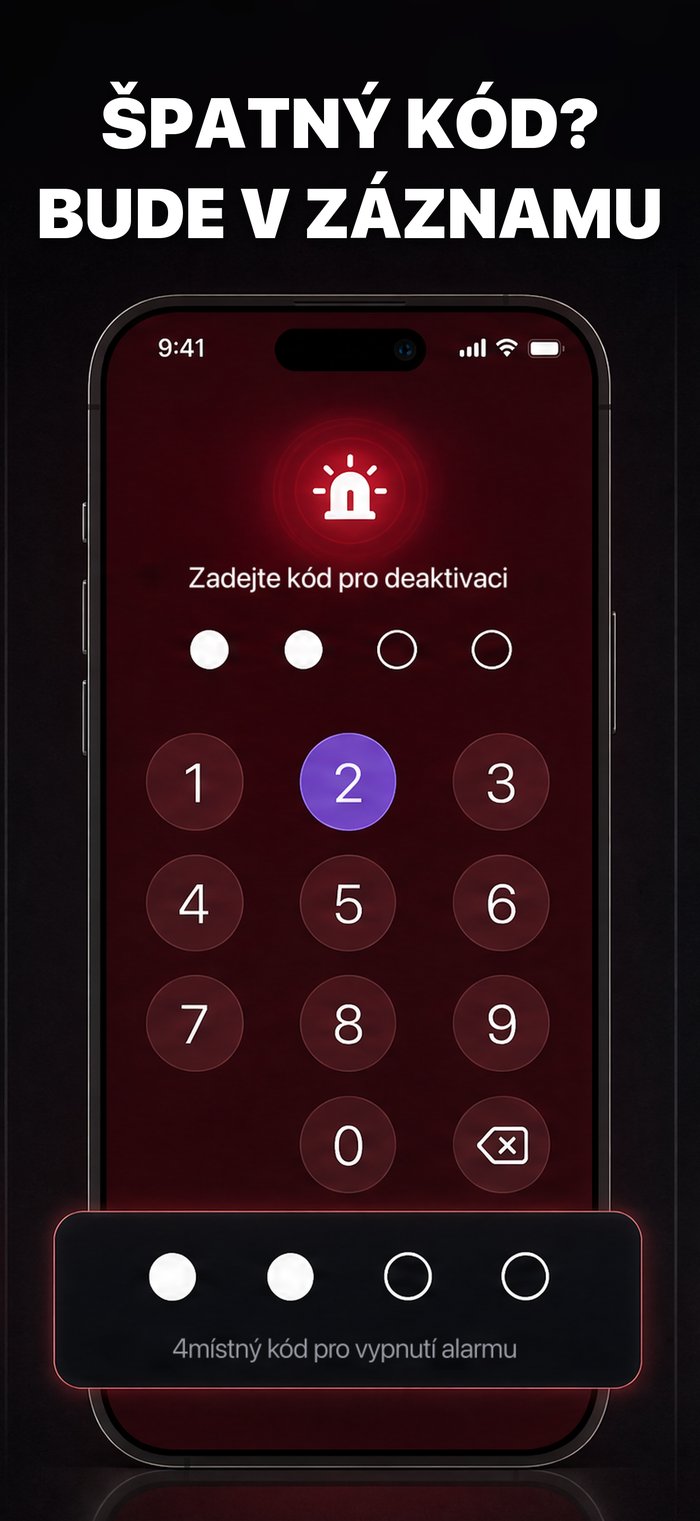 ŠPATNÝ KÓD?
BUDE V ZÁZNAMU
9:41
Zadejte kód pro deaktivaci
1 2 3
4 5 6
7 8 9
0
4místný kód pro vypnutí alarmu